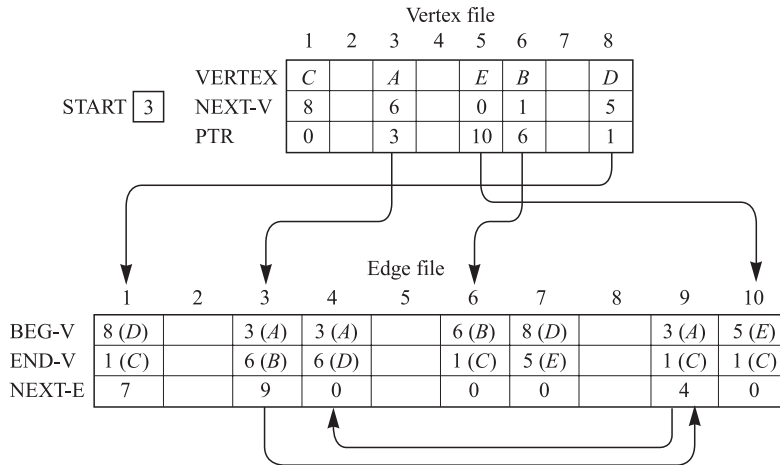 Vertex file
1 2 3 4 5 6 7 8
VERTEX C A E B D
START 3 NEXT-V 8 6 0 1 5
PTR 0 3 10 6 1
Edge file
1 2 3 4 5 6 7 8 9 10
BEG-V 8 (D) 3 (A) 3 (A) 6 (B) 8 (D) 3 (A) 5 (E)
END-V 1 (C) 6 (B) 6 (D) 1 (C) 5 (E) 1 (C) 1 (C)
NEXT-E 7 9 0 0 0 4 0